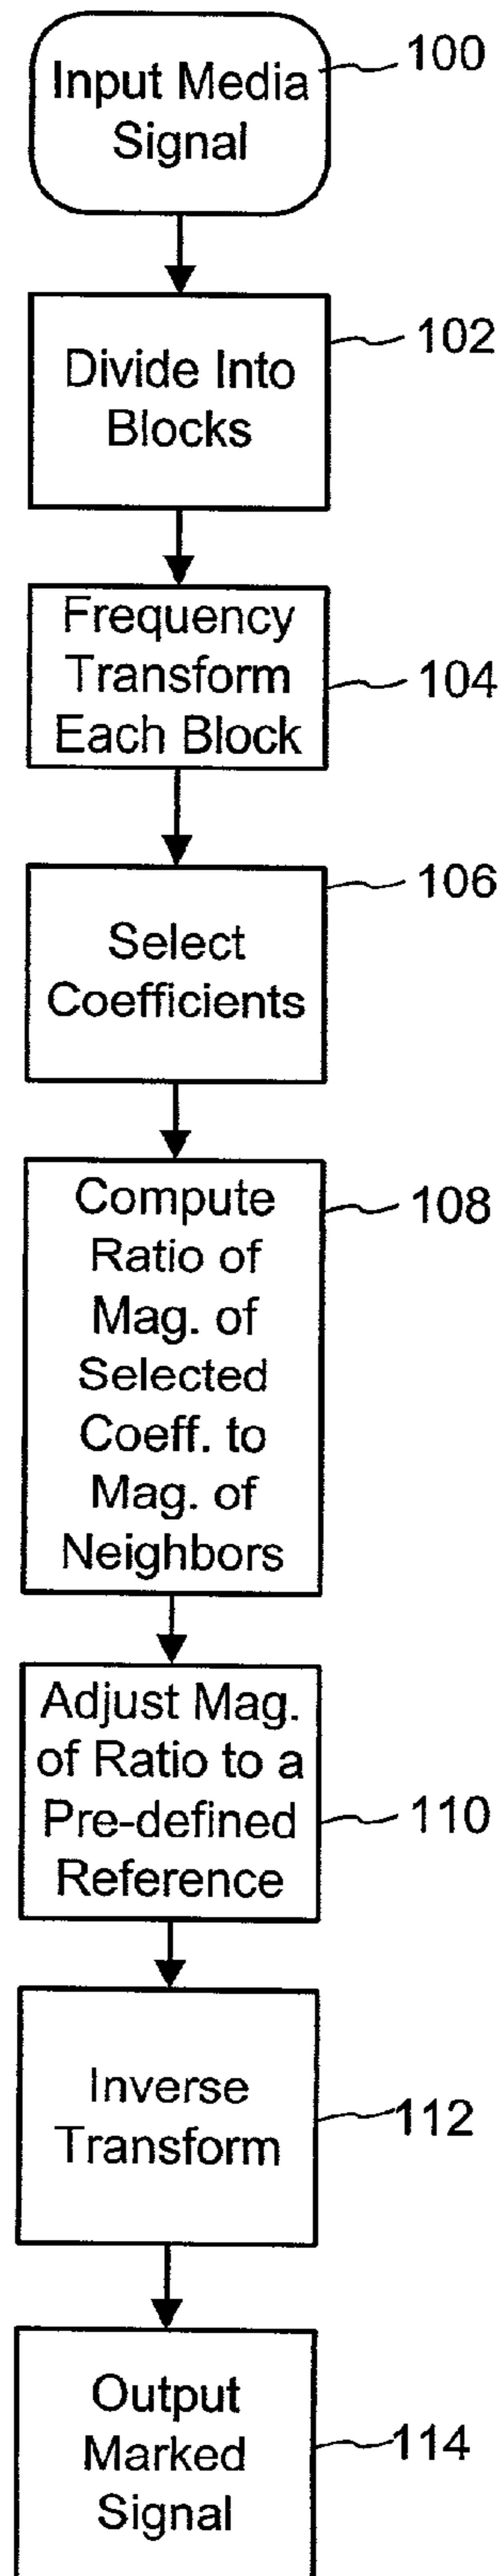 Input Media
Signal
100
Divide Into
Blocks
102
Frequency
Transform
Each Block
104
Select
Coefficients
106
Compute
Ratio of
Mag. of
Selected
Coeff. to
Mag. of
Neighbors
108
Adjust Mag.
of Ratio to a
Pre-defined
Reference
110
Inverse
Transform
112
Output
Marked
Signal
114